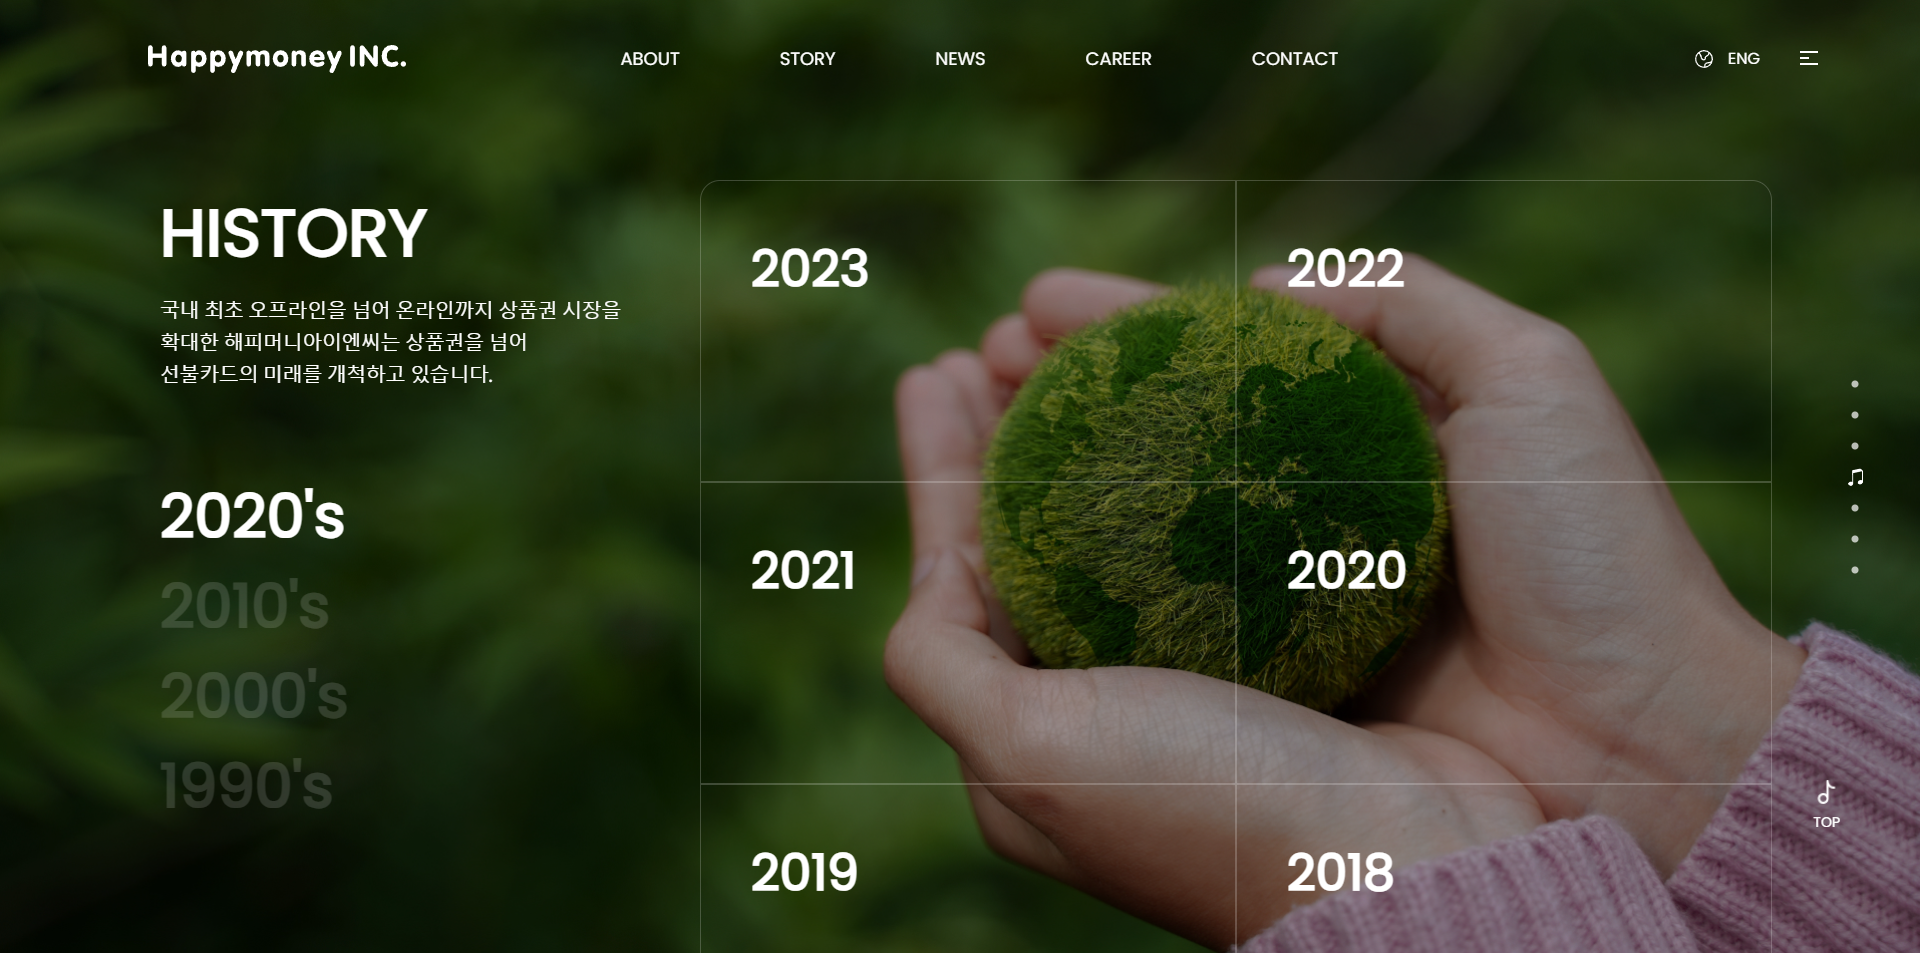 Happymoney INC.
ABOUT
STORY
NEWS
CAREER
CONTACT
ENG
HISTORY
국내 최초 오프라인을 넘어 온라인까지 상품권 시장을
확대한 해피머니아이엔씨는 상품권을 넘어
선불카드의 미래를 개척하고 있습니다.
2020's
2010's
2000's
1990's
2023
2022
2021
2020
2019
2018
TOP